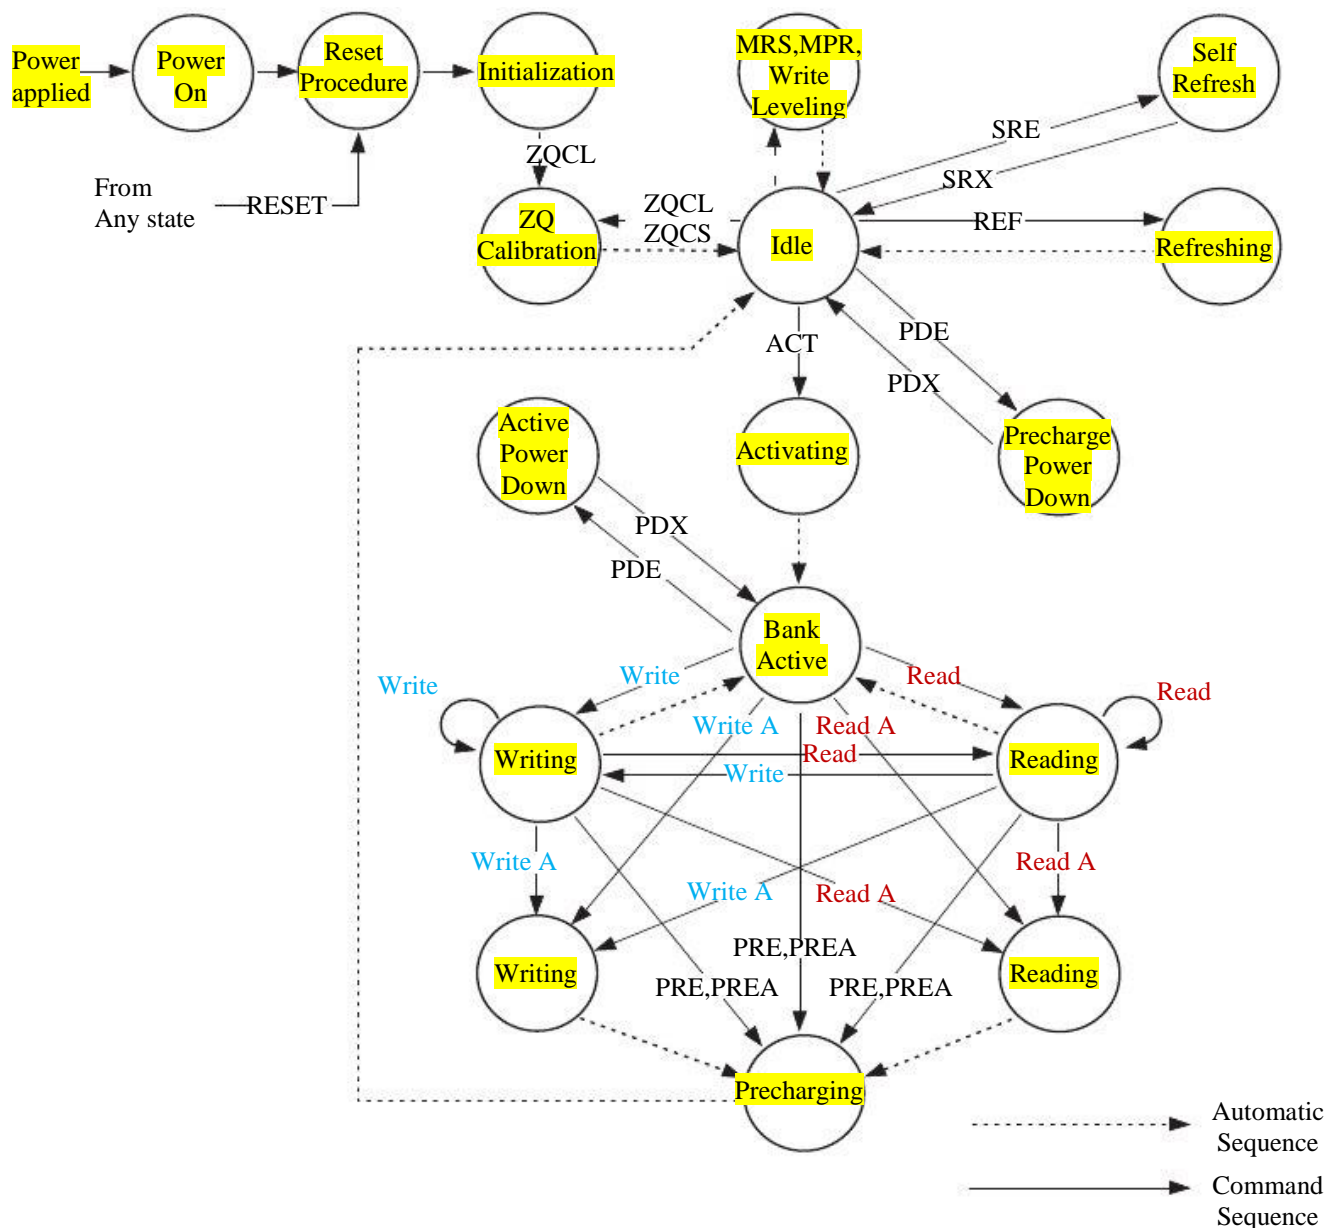 Power
applied
Power
On
Reset
Procedure
Initialization
MRS,MPR,
Write
Leveling
Self
Refresh
ZQCL
SRE
SRX
From
Any state
RESET
ZQ
Calibration
ZQCL
ZQCS
Idle
REF
Refreshing
ACT
PDE
PDX
Active
Power
Down
Activating
Precharge
Power
Down
PDX
PDE
Bank
Active
Write
Write
Read
Read
Write A
Read A
Writing
Read
Write
Reading
Write A
Read A
Write A
Read A
Writing
PRE,PREA
Reading
PRE,PREA
PRE,PREA
Precharging
Automatic
Sequence
Command
Sequence